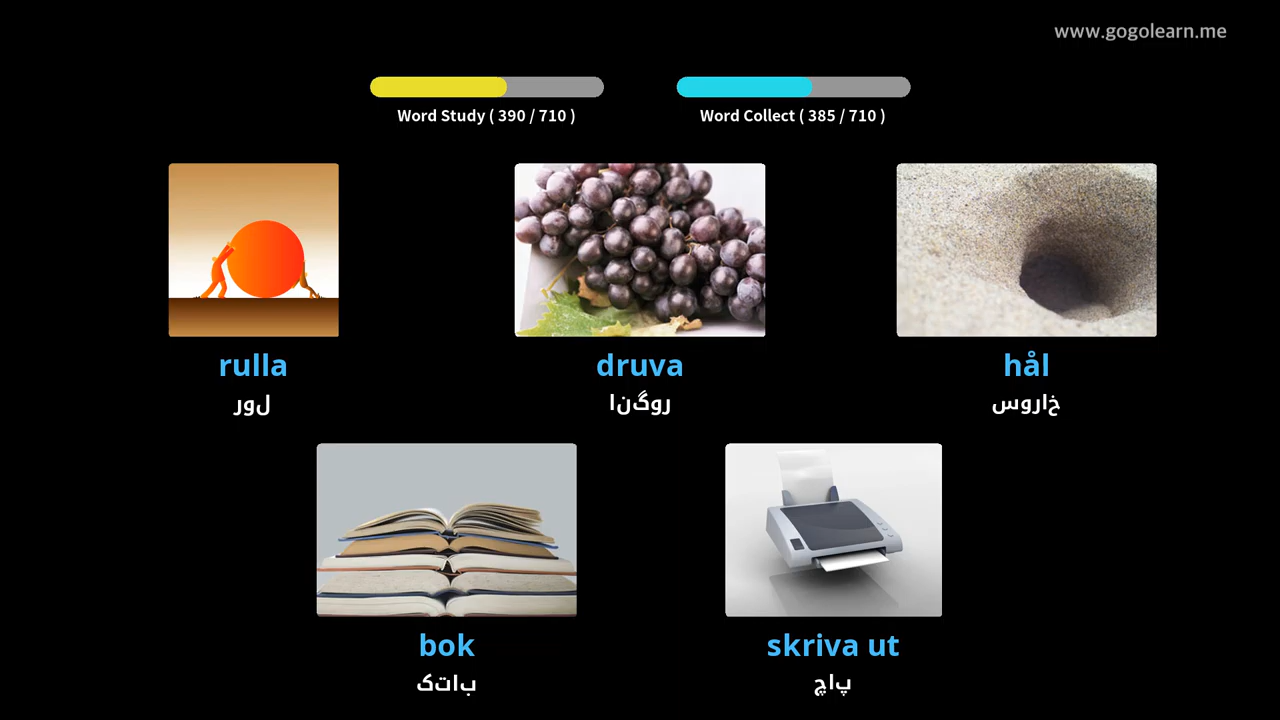 www.gogolearn.me
Word Study ( 390 / 710 )
Word Collect ( 385 / 710 )
rulla
لور
druva
روگنا
hål
خاروس
bok
باتک
skriva ut
پاچ